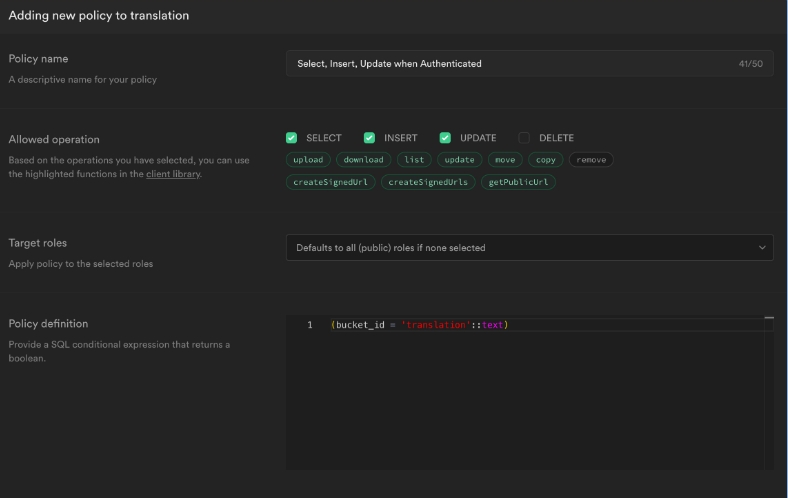 Adding new policy to translation
Policy name
A descriptive name for your policy
Select, Insert, Update when Authenticated
41/50
Allowed operation
Based on the operations you have selected, you can use
the highlighted functions in the client library.
SELECT INSERT UPDATE DELETE
upload download list update move copy remove
createSignedUrl createSignedUrls getPublicUrl
Target roles
Apply policy to the selected roles
Defaults to all (public) roles if none selected
Policy definition
Provide a SQL conditional expression that returns a
boolean.
1 (bucket_id = 'translation'::text)